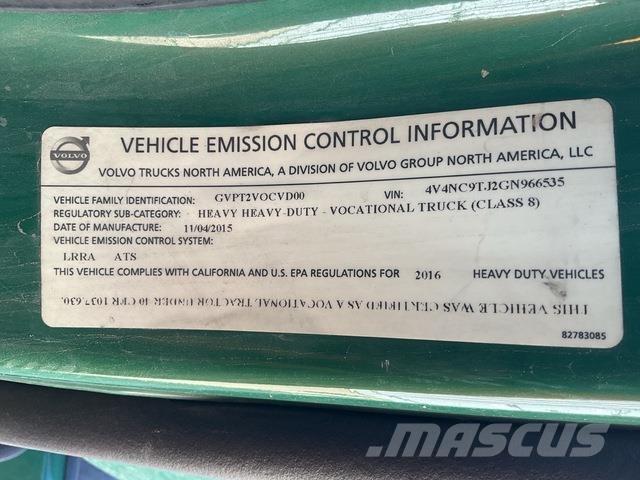 VOLVO
VEHICLE EMISSION CONTROL INFORMATION
VOLVO TRUCKS NORTH AMERICA, A DIVISION OF VOLVO GROUP NORTH AMERICA, LLC
VEHICLE FAMILY IDENTIFICATION: GVPT2VOCVD00 VIN: 4V4NC9TJ2GN966535
REGULATORY SUB-CATEGORY: HEAVY HEAVY-DUTY - VOCATIONAL TRUCK (CLASS 8)
DATE OF MANUFACTURE: 11/04/2015
VEHICLE EMISSION CONTROL SYSTEM:
LRRA ATS
THIS VEHICLE COMPLIES WITH CALIFORNIA AND U.S. EPA REGULATIONS FOR 2016 HEAVY DUTY VEHICLES
THIS VEHICLE WAS CERTIFIED AS A VOCATIONAL TRACTOR UNDER 40 CFR 1037.630.
82783085
MASCUS